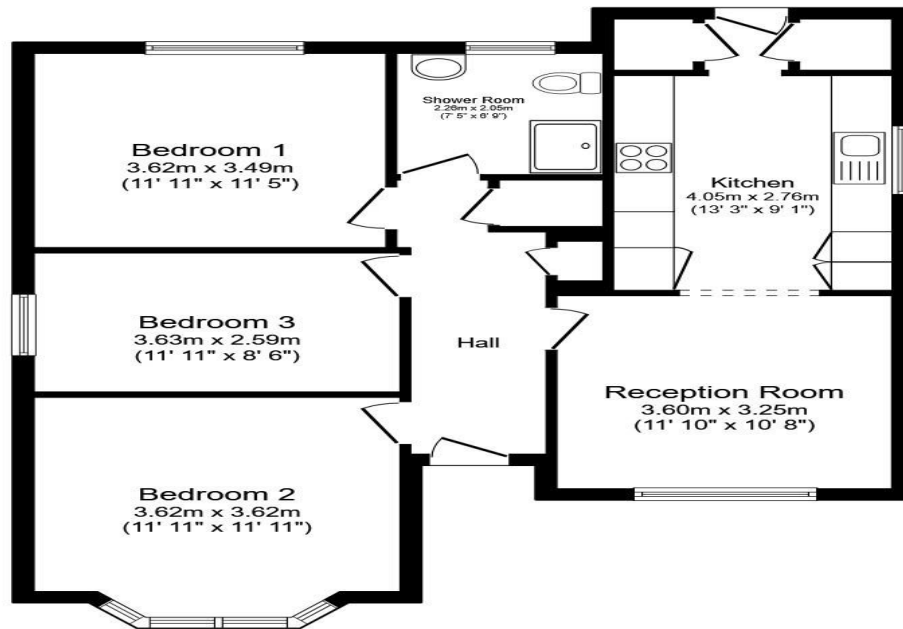 Bedroom 1
3.62m x 3.49m
(11' 11" x 11' 5")
Shower Room
2.26m x 2.05m
(7' 5" x 6' 9")
Kitchen
4.05m x 2.76m
(13' 3" x 9' 1")
Bedroom 3
3.63m x 2.59m
(11' 11" x 8' 6")
Hall
Reception Room
3.60m x 3.25m
(11' 10" x 10' 8")
Bedroom 2
3.62m x 3.62m
(11' 11" x 11' 11")